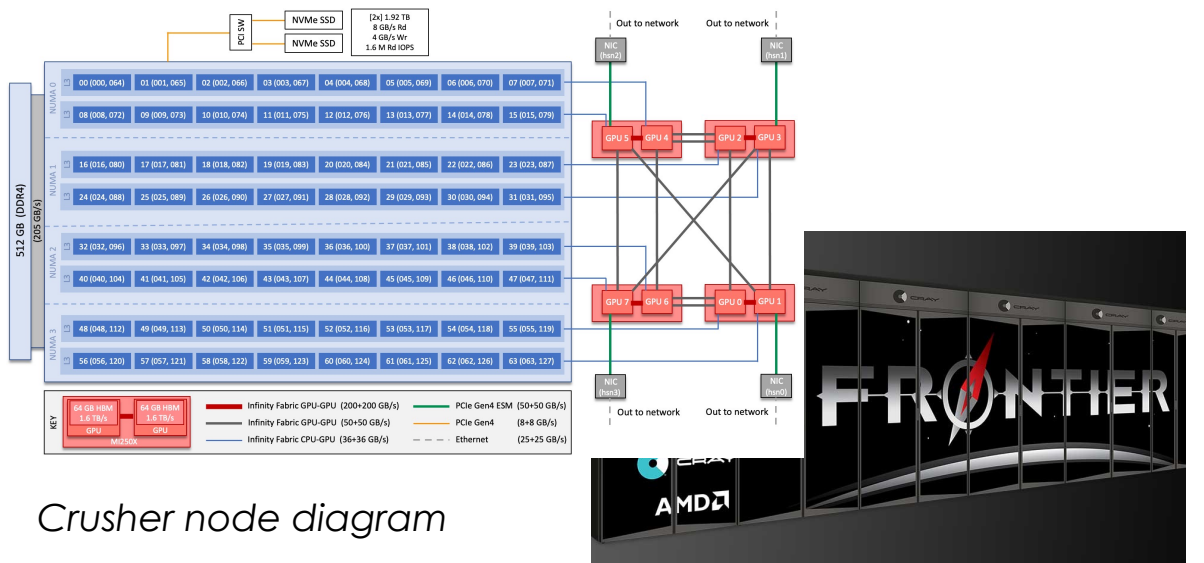 Out to network
Out to network
PCI SW
NVMe SSD
NVMe SSD
[2x] 1.92 TB
8 GB/s Rd
4 GB/s Wr
1.6 M Rd IOPS
NIC
(hsn2)
NIC
(hsn1)
512 GB (DDR4)
(205 GB/s)
NUMA 0
L3
00 (000, 064) 01 (001, 065) 02 (002, 066) 03 (003, 067) 04 (004, 068) 05 (005, 069) 06 (006, 070) 07 (007, 071)
L3
08 (008, 072) 09 (009, 073) 10 (010, 074) 11 (011, 075) 12 (012, 076) 13 (013, 077) 14 (014, 078) 15 (015, 079)
NUMA 1
L3
16 (016, 080) 17 (017, 081) 18 (018, 082) 19 (019, 083) 20 (020, 084) 21 (021, 085) 22 (022, 086) 23 (023, 087)
L3
24 (024, 088) 25 (025, 089) 26 (026, 090) 27 (027, 091) 28 (028, 092) 29 (029, 093) 30 (030, 094) 31 (031, 095)
NUMA 2
L3
32 (032, 096) 33 (033, 097) 34 (034, 098) 35 (035, 099) 36 (036, 100) 37 (037, 101) 38 (038, 102) 39 (039, 103)
L3
40 (040, 104) 41 (041, 105) 42 (042, 106) 43 (043, 107) 44 (044, 108) 45 (045, 109) 46 (046, 110) 47 (047, 111)
NUMA 3
L3
48 (048, 112) 49 (049, 113) 50 (050, 114) 51 (051, 115) 52 (052, 116) 53 (053, 117) 54 (054, 118) 55 (055, 119)
L3
56 (056, 120) 57 (057, 121) 58 (058, 122) 59 (059, 123) 60 (060, 124) 61 (061, 125) 62 (062, 126) 63 (063, 127)
GPU 5 GPU 4 GPU 2 GPU 3
GPU 7 GPU 6 GPU 0 GPU 1
NIC
(hsn3)
NIC
(hsn0)
Out to network
Out to network
KEY
64 GB HBM
1.6 TB/s
GPU
64 GB HBM
1.6 TB/s
GPU
MI250X
Infinity Fabric GPU-GPU (200+200 GB/s)
Infinity Fabric GPU-GPU (50+50 GB/s)
Infinity Fabric CPU-GPU (36+36 GB/s)
PCIe Gen4 ESM (50+50 GB/s)
PCIe Gen4 (8+8 GB/s)
Ethernet (25+25 GB/s)
CRAY
CRAY
CRAY
CRAY
FRONTIER
CRAY
AMD
Crusher node diagram